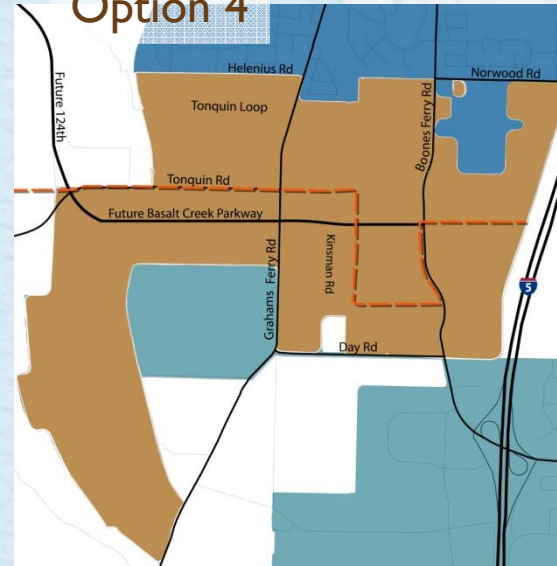 Option 4
Helenius Rd
Norwood Rd
Future 124th
Tonquin Loop
Boones Ferry Rd
Tonquin Rd
Future Basalt Creek Parkway
Grahams Ferry Rd
Kinsman Rd
5
Day Rd